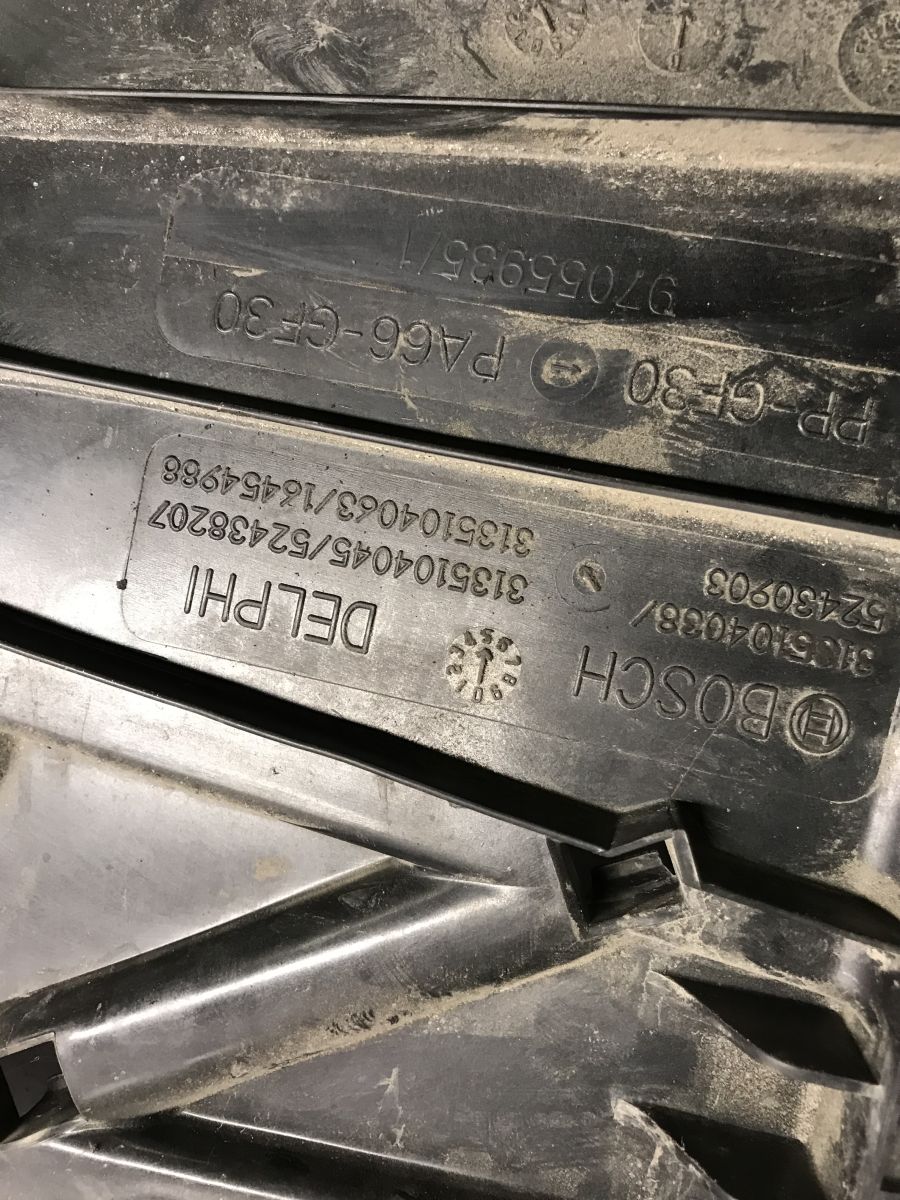 BOSCH
3135104038/
52430903
DELPHI
3135104045/52438207
3135104063/16454988
PP-GF30 PA66-GF30
97055935/1